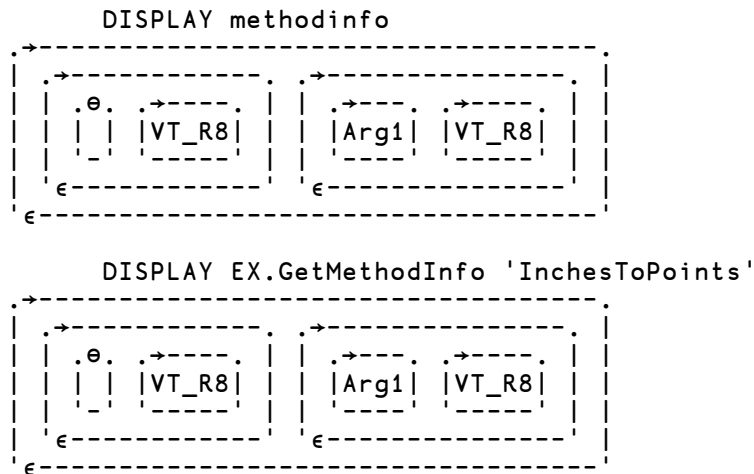 DISPLAY methodinfo
.→-----------------------------------.
|  .→------------.  .→---------------. |
|  | .⊖. .→----. |  | .→---. .→----. | |
|  | | | |VT_R8| |  | |Arg1| |VT_R8| | |
|  | '-' '-----' |  | '----' '-----' | |
|  '∊------------'  '∊---------------' |
'∊-----------------------------------'
      DISPLAY EX.GetMethodInfo 'InchesToPoints'
.→-----------------------------------.
|  .→------------.  .→---------------. |
|  | .⊖. .→----. |  | .→---. .→----. | |
|  | | | |VT_R8| |  | |Arg1| |VT_R8| | |
|  | '-' '-----' |  | '----' '-----' | |
|  '∊------------'  '∊---------------' |
'∊-----------------------------------'